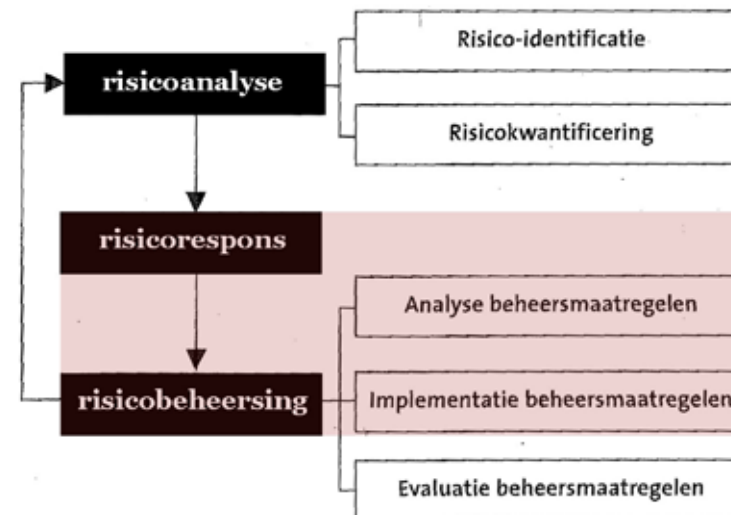 Risico-identificatie
risicoanalyse
Risicokwantificering
risicorespons
Analyse beheersmaatregelen
risicobeheersing
Implementatie beheersmaatregelen
Evaluatie beheersmaatregelen